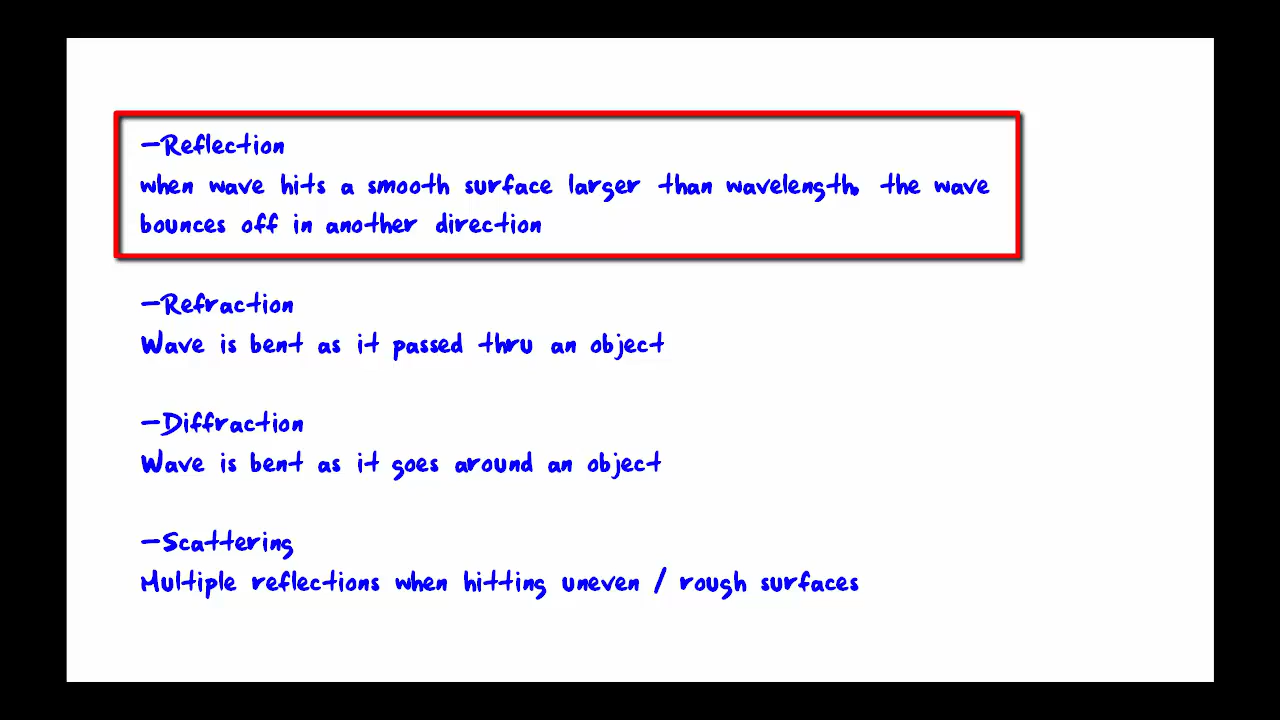 -Reflection
when wave hits a smooth surface larger than wavelength, the wave
bounces off in another direction
-Refraction
Wave is bent as it passed thru an object
-Diffraction
Wave is bent as it goes around an object
-Scattering
Multiple reflections when hitting uneven / rough surfaces